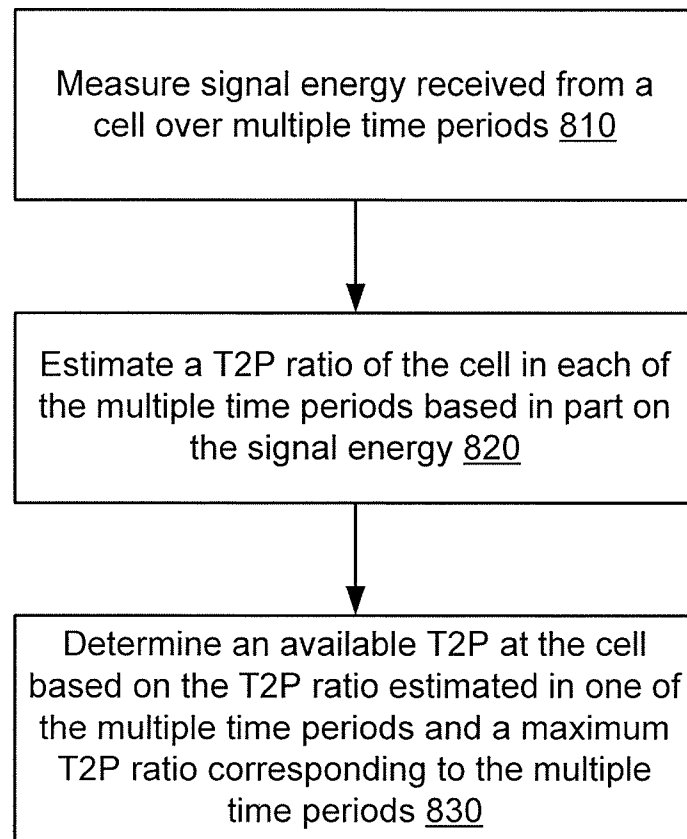 Measure signal energy received from a
cell over multiple time periods 810
Estimate a T2P ratio of the cell in each of
the multiple time periods based in part on
the signal energy 820
Determine an available T2P at the cell
based on the T2P ratio estimated in one of
the multiple time periods and a maximum
T2P ratio corresponding to the multiple
time periods 830